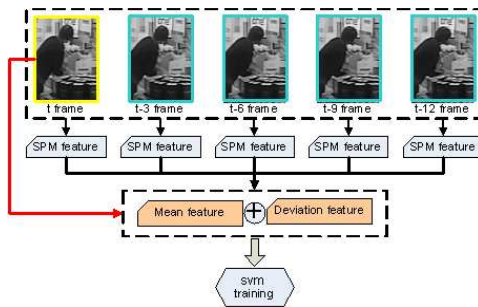 t frame t-3 frame t-6 frame t-9 frame t-12 frame
SPM feature SPM feature SPM feature SPM feature SPM feature
Mean feature + Deviation feature
svm
training